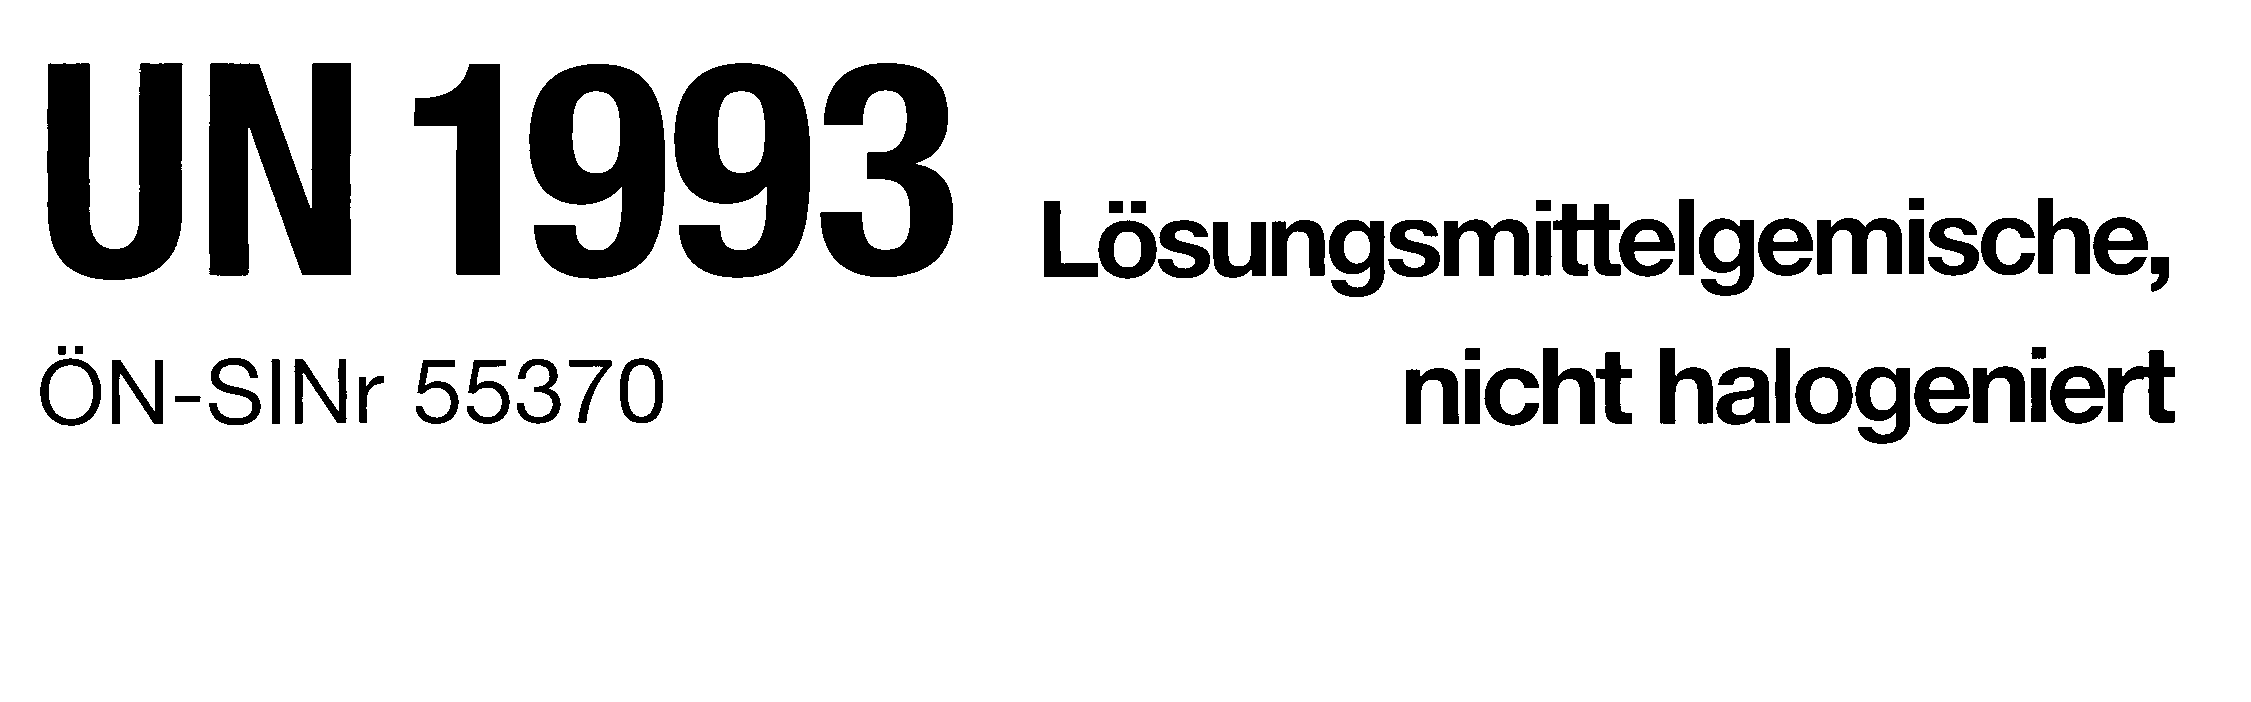 UN 1993 Lösungsmittelgemische,
ÖN-SINr 55370 nicht halogeniert